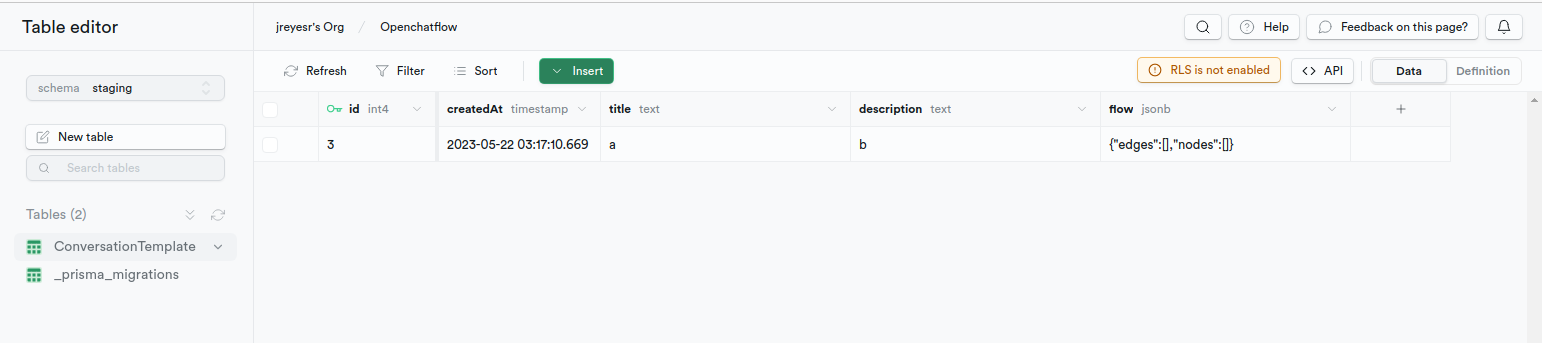 Table editor
jreyesr's Org / Openchatflow
Help
Feedback on this page?
schema staging
New table
Search tables
Tables (2)
ConversationTemplate
_prisma_migrations
Refresh Filter Sort Insert
RLS is not enabled
<> API
Data Definition
id int4 createdAt timestamp title text description text flow jsonb +
3 2023-05-22 03:17:10.669 a b {"edges":[],"nodes":[]}